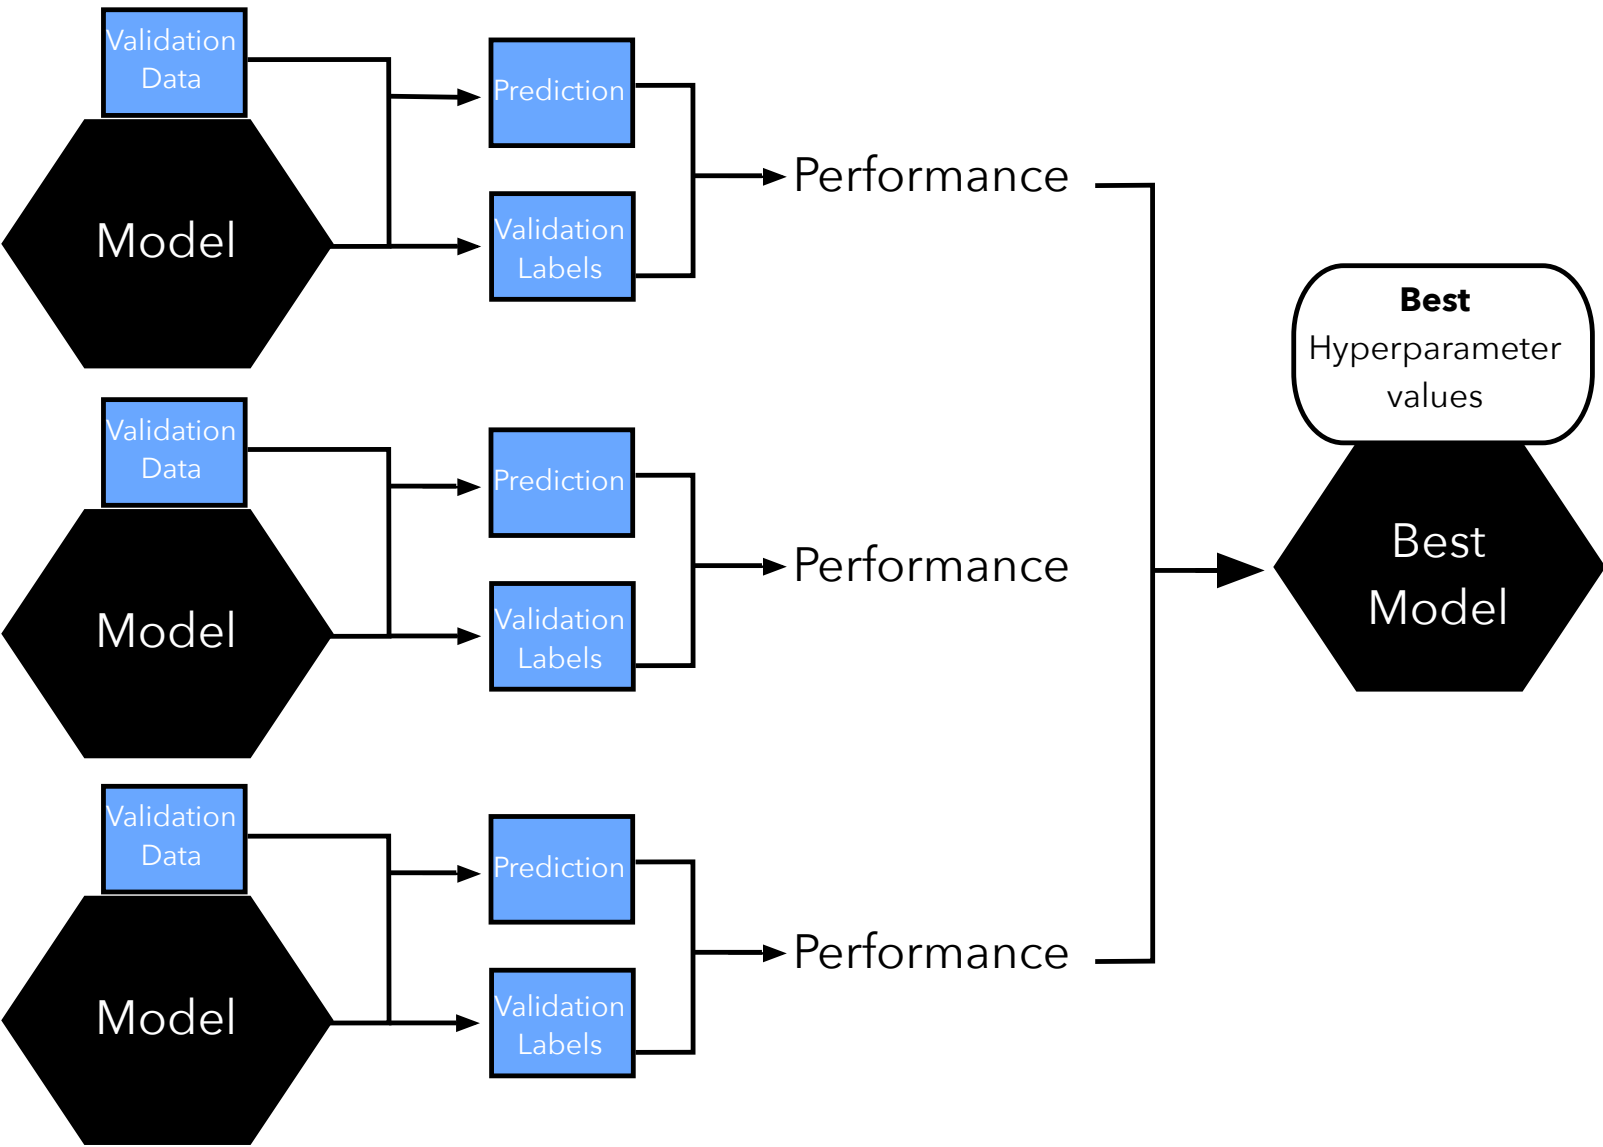 Validation
Data
Model
Prediction
Validation
Labels
Performance
Validation
Data
Model
Prediction
Validation
Labels
Performance
Validation
Data
Model
Prediction
Validation
Labels
Performance
Best
Hyperparameter
values
Best
Model